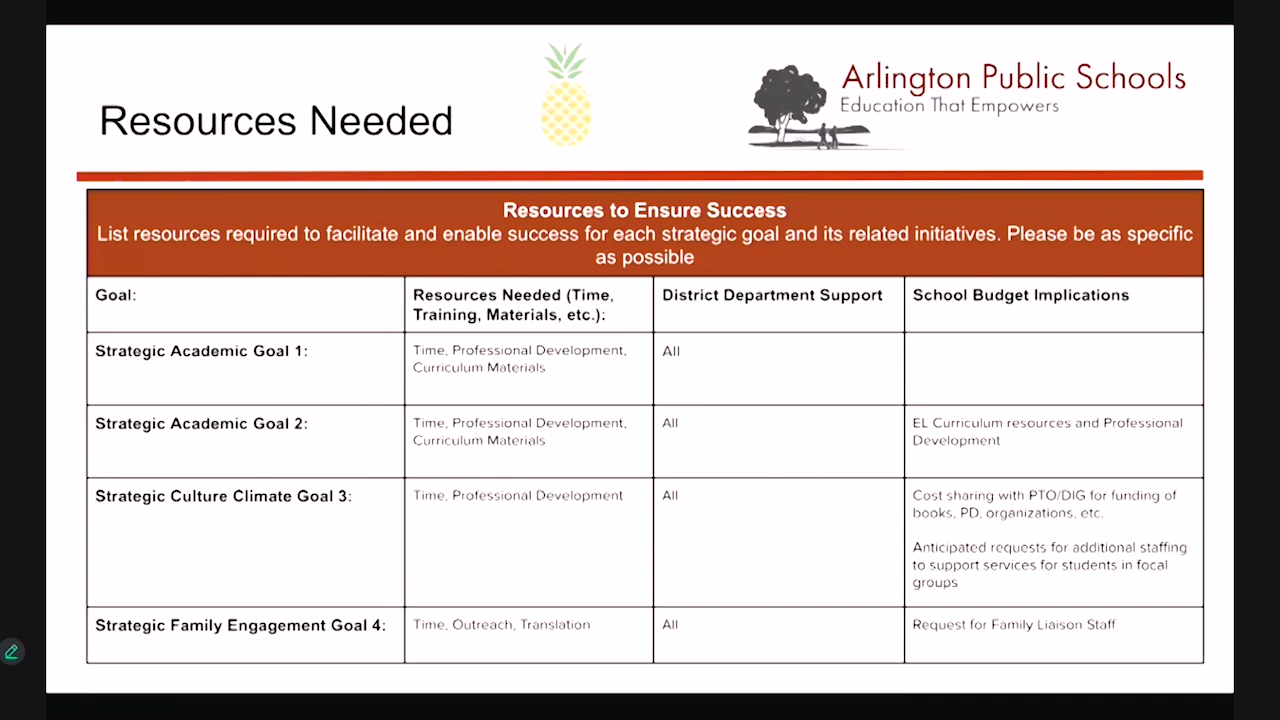 Resources Needed
Arlington Public Schools
Education That Empowers
Resources to Ensure Success
List resources required to facilitate and enable success for each strategic goal and its related initiatives. Please be as specific
as possible
Goal:
Resources Needed (Time,
Training, Materials, etc.):
District Department Support
School Budget Implications
Strategic Academic Goal 1:
Time, Professional Development,
Curriculum Materials
All
Strategic Academic Goal 2:
Time, Professional Development,
Curriculum Materials
All
EL Curriculum resources and Professional
Development
Strategic Culture Climate Goal 3:
Time, Professional Development
All
Cost sharing with PTO/DIG for funding of
books, PD, organizations, etc.
Anticipated requests for additional staffing
to support services for students in focal
groups
Strategic Family Engagement Goal 4:
Time, Outreach, Translation
All
Request for Family Liaison Staff